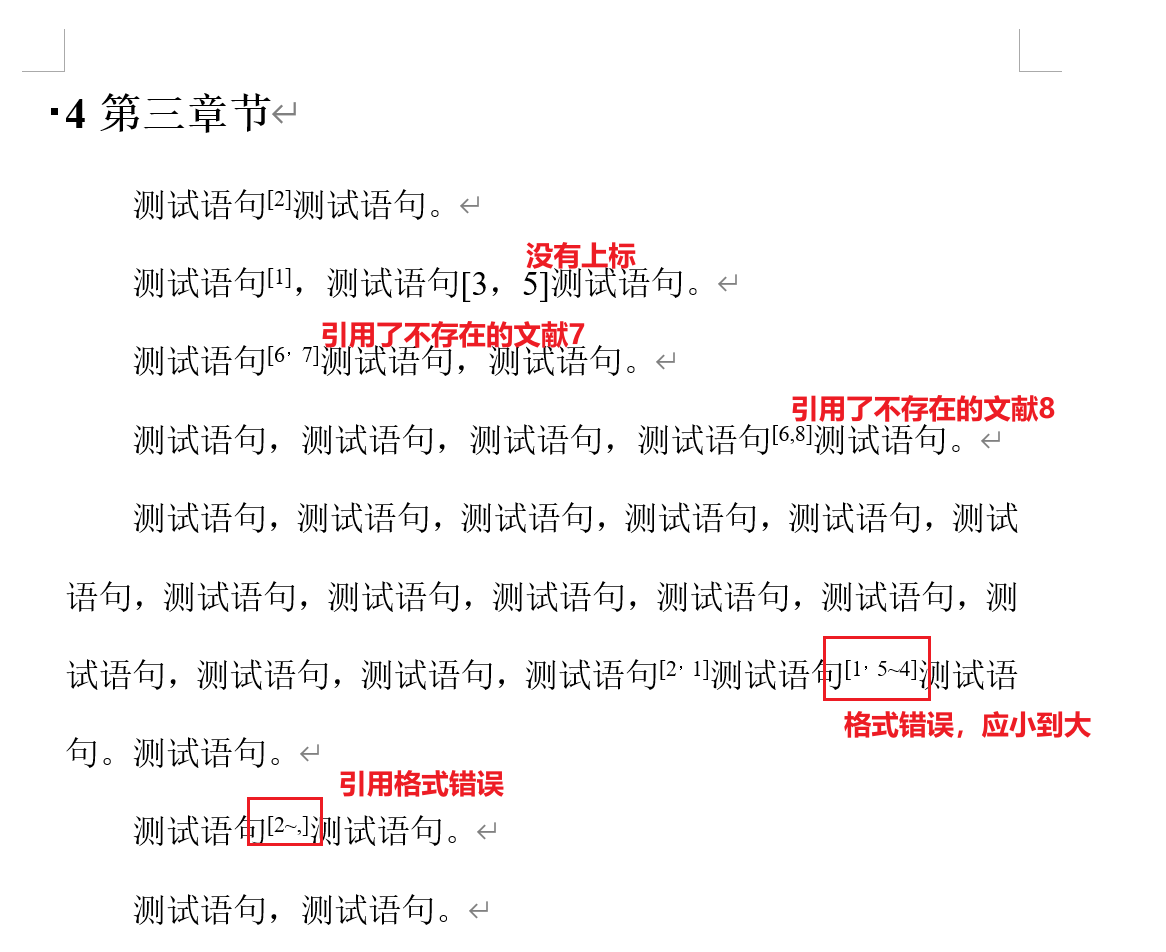 4 第三章节↵
测试语句[2]测试语句。↵
没有上标
测试语句[1]，测试语句[3，5]测试语句。↵
引用了不存在的文献7
测试语句[6，7]测试语句，测试语句。↵
引用了不存在的文献8
测试语句，测试语句，测试语句，测试语句[6,8]测试语句。↵
测试语句，测试语句，测试语句，测试语句，测试语句，测试
语句，测试语句，测试语句，测试语句，测试语句，测试语句，测
试语句，测试语句，测试语句，测试语句[2，1]测试语句[1，5~4]测试语
格式错误，应小到大
句。测试语句。↵
引用格式错误
测试语句[2~,]测试语句。↵
测试语句，测试语句。↵